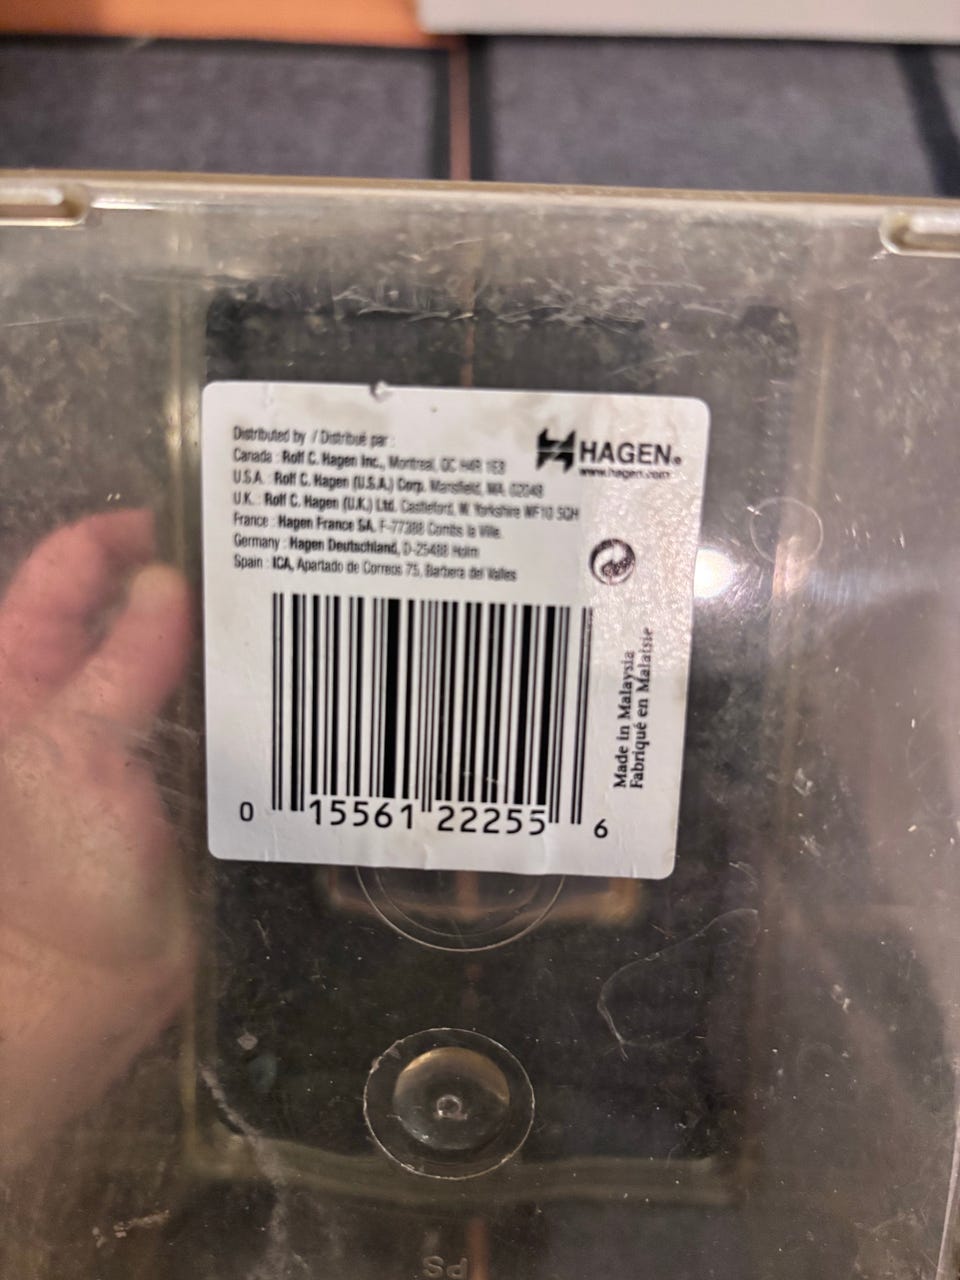 Distributed by / Distribué par :
Canada : Rolf C. Hagen Inc., Montreal, QC H4R 1E8
U.S.A. : Rolf C. Hagen (U.S.A.) Corp. Mansfield, MA. 02048
U.K. : Rolf C. Hagen (U.K.) Ltd. Castleford, W. Yorkshire WF10 5QH
France : Hagen France SA, F-77388 Combs la Ville.
Germany : Hagen Deutschland, D-25488 Holm
Spain : ICA, Apartado de Correos 75, Barbera del Valles
HAGEN®
www.hagen.com
Made in Malaysia
Fabriqué en Malaisie
0 15561 22255 6
PS